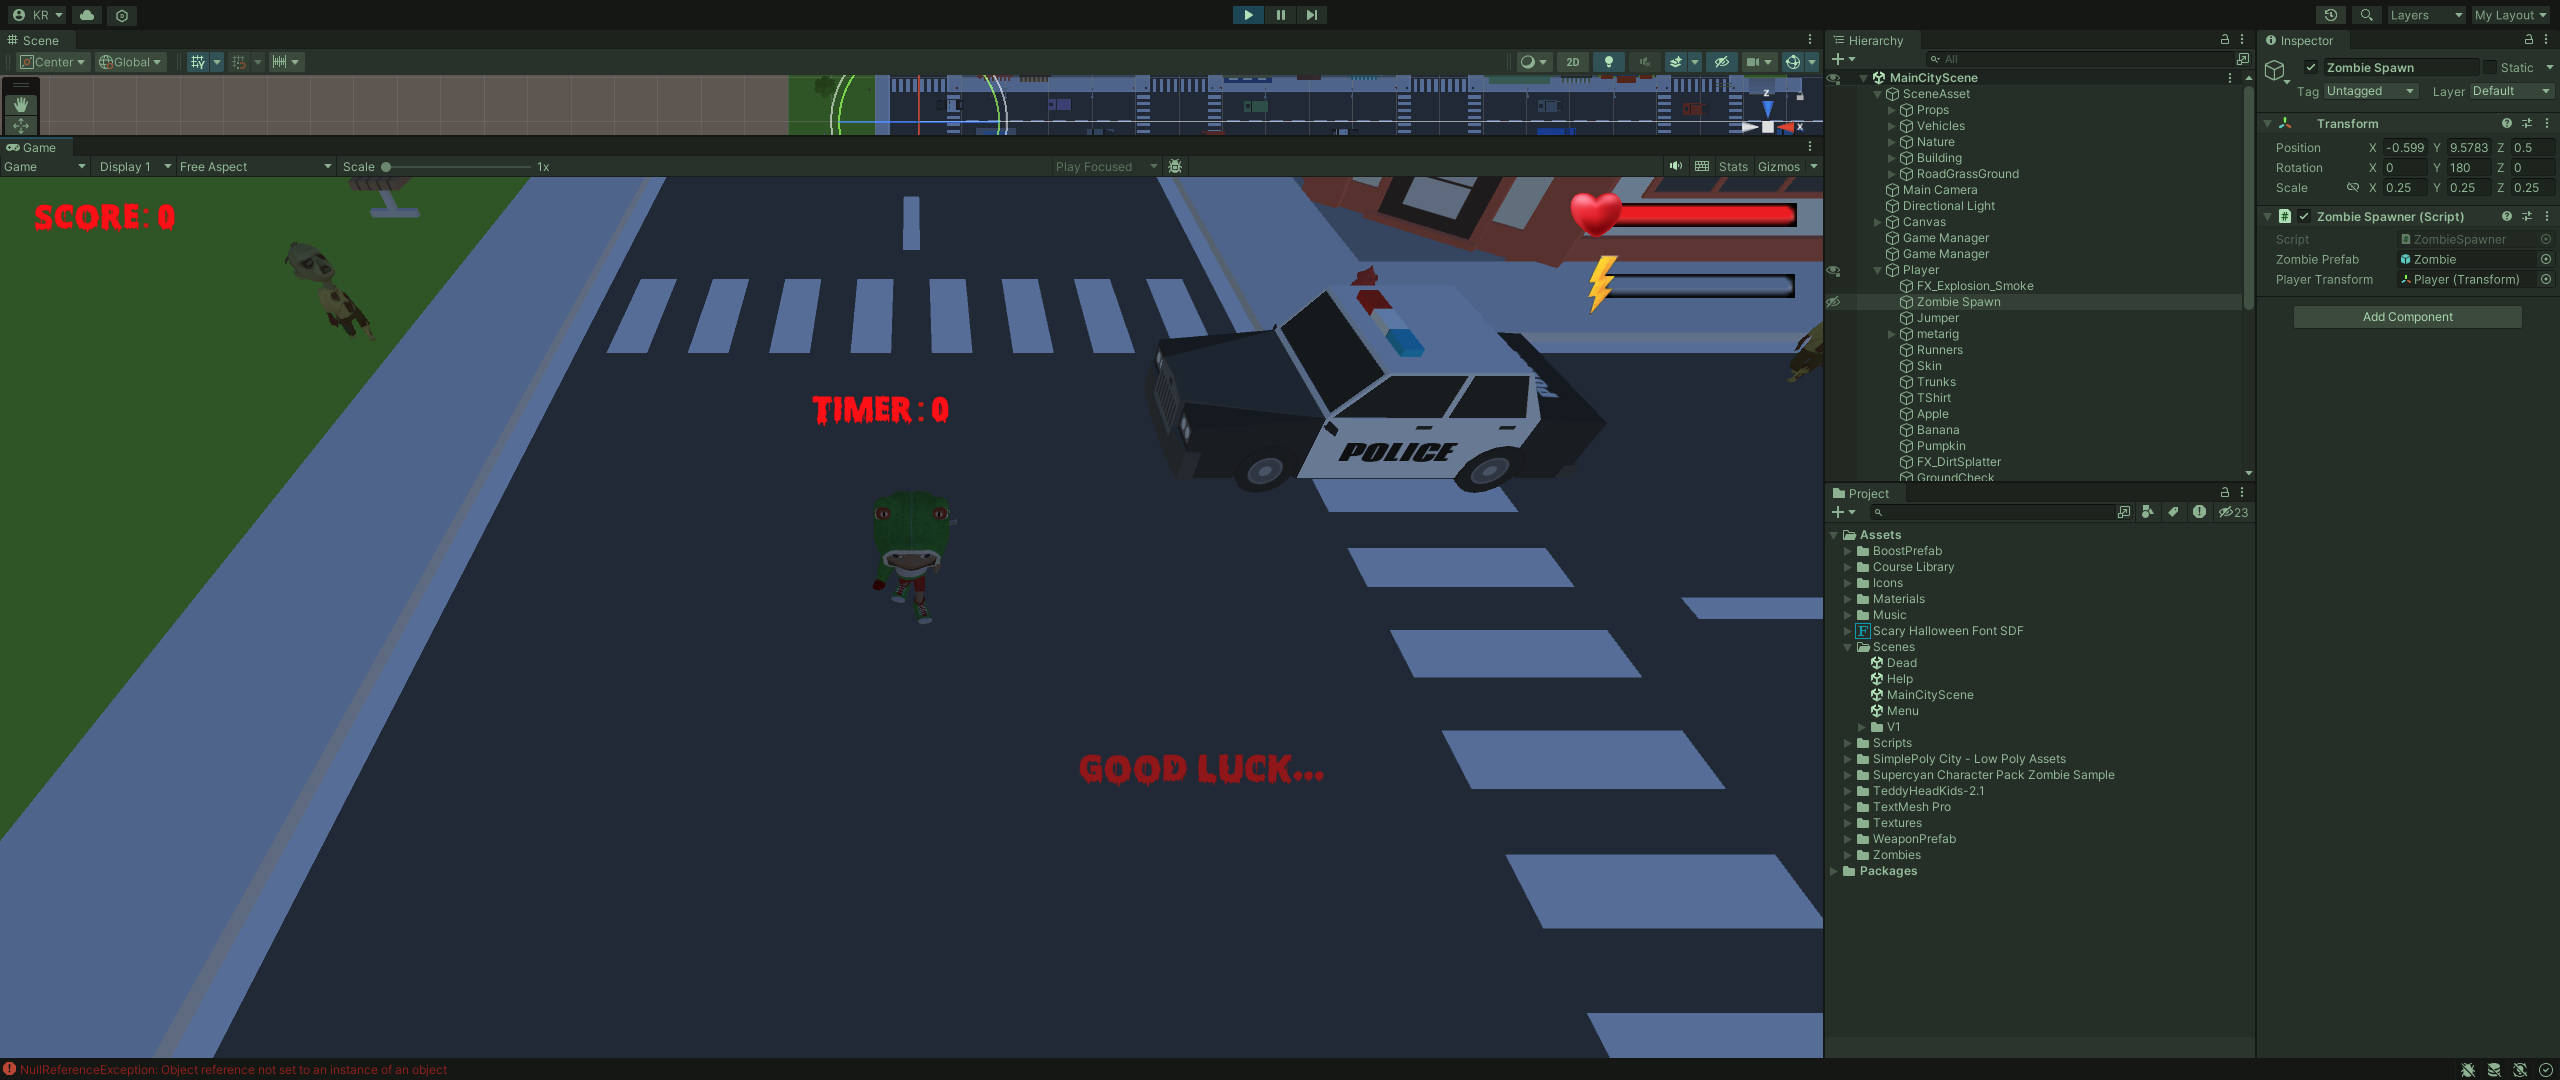 KR
Layers
My Layout
Scene
Center
Global
2D
z
x
Game
Game
Display 1
Free Aspect
Scale
1x
Play Focused
Stats
Gizmos
SCORE: 0
TIMER: 0
POLICE
GOOD LUCK...
Hierarchy
All
MainCityScene
SceneAsset
Props
Vehicles
Nature
Building
RoadGrassGround
Main Camera
Directional Light
Canvas
Game Manager
Game Manager
Player
FX_Explosion_Smoke
Zombie Spawn
Jumper
metarig
Runners
Skin
Trunks
TShirt
Apple
Banana
Pumpkin
FX_DirtSplatter
GroundCheck
Project
23
Assets
BoostPrefab
Course Library
Icons
Materials
Music
Scary Halloween Font SDF
Scenes
Dead
Help
MainCityScene
Menu
V1
Scripts
SimplePoly City - Low Poly Assets
Supercyan Character Pack Zombie Sample
TeddyHeadKids-2.1
TextMesh Pro
Textures
WeaponPrefab
Zombies
Packages
Inspector
Zombie Spawn
Static
Tag Untagged Layer Default
Transform
Position X -0.599 Y 9.5783 Z 0.5
Rotation X 0 Y 180 Z 0
Scale X 0.25 Y 0.25 Z 0.25
Zombie Spawner (Script)
Script ZombieSpawner
Zombie Prefab Zombie
Player Transform Player (Transform)
Add Component
NullReferenceException: Object reference not set to an instance of an object